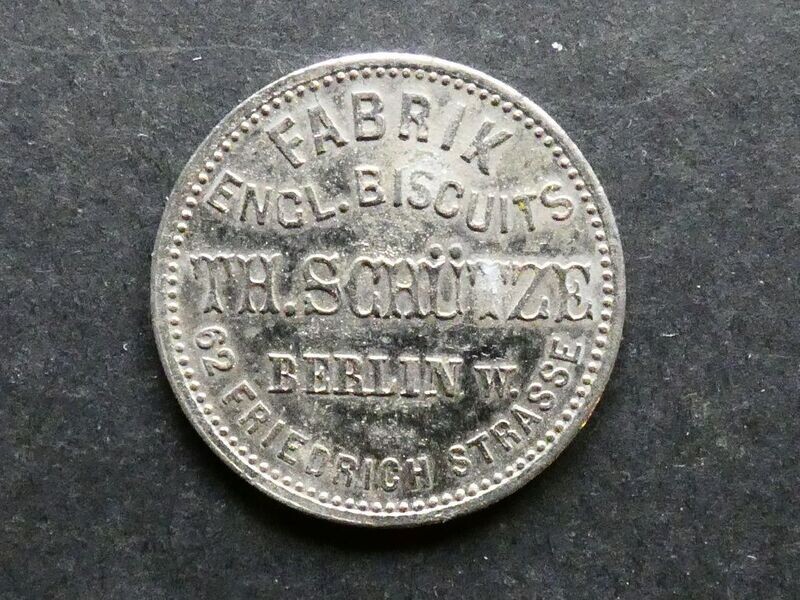 FABRIK
ENGL. BISCUITS
TH. SCHÜTZE
BERLIN W.
62 FRIEDRICH STRASSE